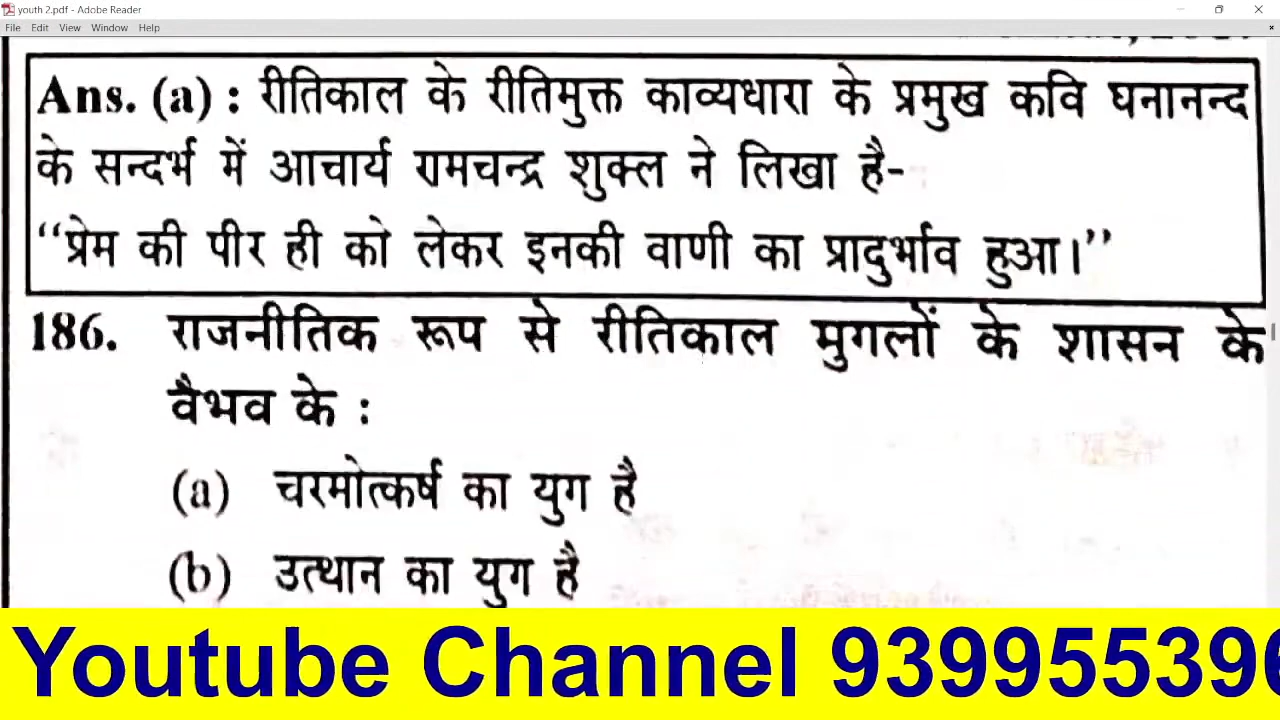 youth 2.pdf - Adobe Reader
File Edit View Window Help
Ans. (a) : रीतिकाल के रीतिमुक्त काव्यधारा के प्रमुख कवि घनानन्द
के सन्दर्भ में आचार्य रामचन्द्र शुक्ल ने लिखा है-
‘‘प्रेम की पीर ही को लेकर इनकी वाणी का प्रादुर्भाव हुआ।’’
186. राजनीतिक रूप से रीतिकाल मुगलों के शासन के
वैभव के :
(a) चरमोत्कर्ष का युग है
(b) उत्थान का युग है
Youtube Channel 939955396